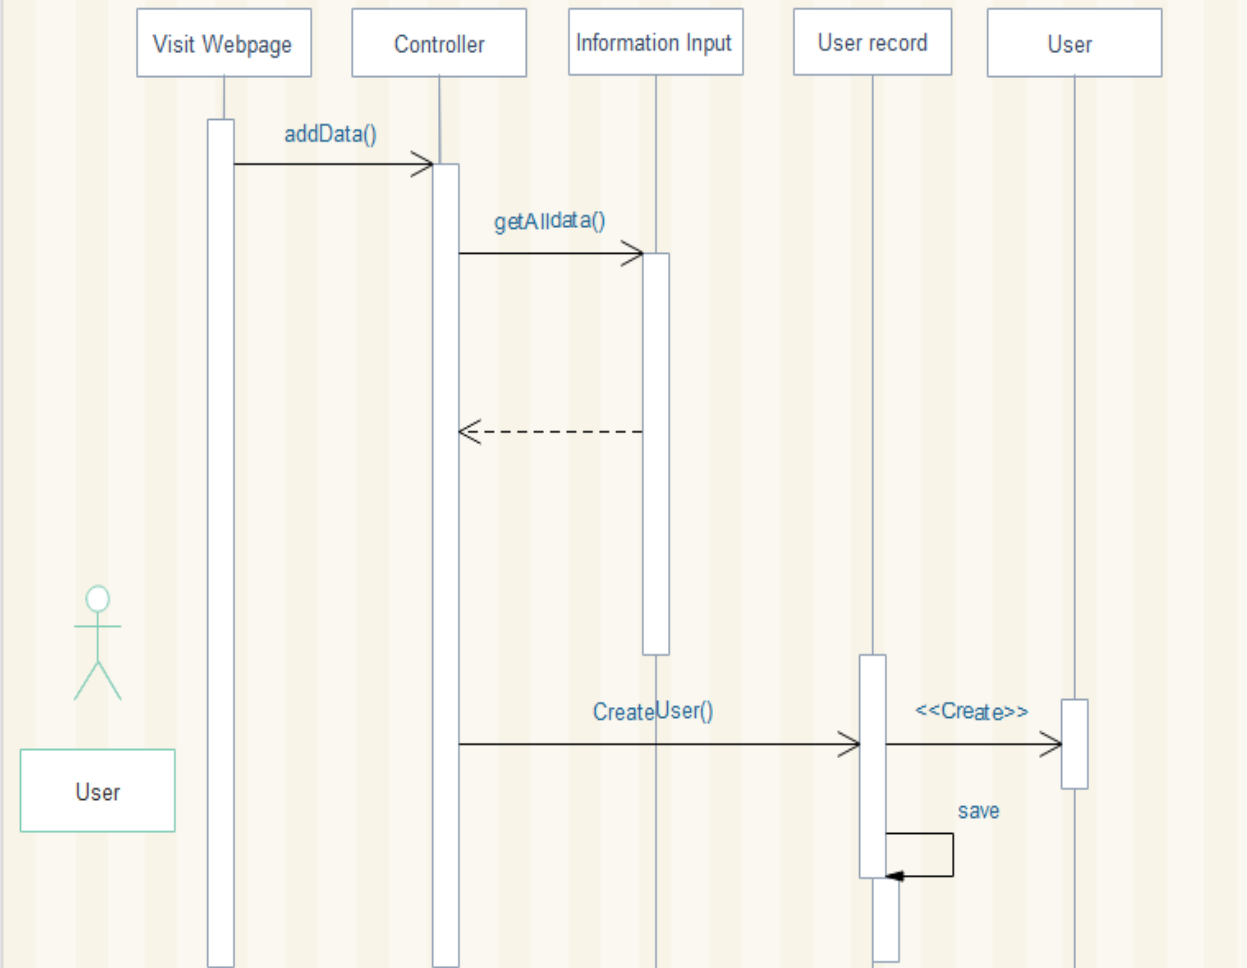 Visit Webpage
Controller
Information Input
User record
User
addData()
getAlldata()
CreateUser()
<<Create>>
User
save